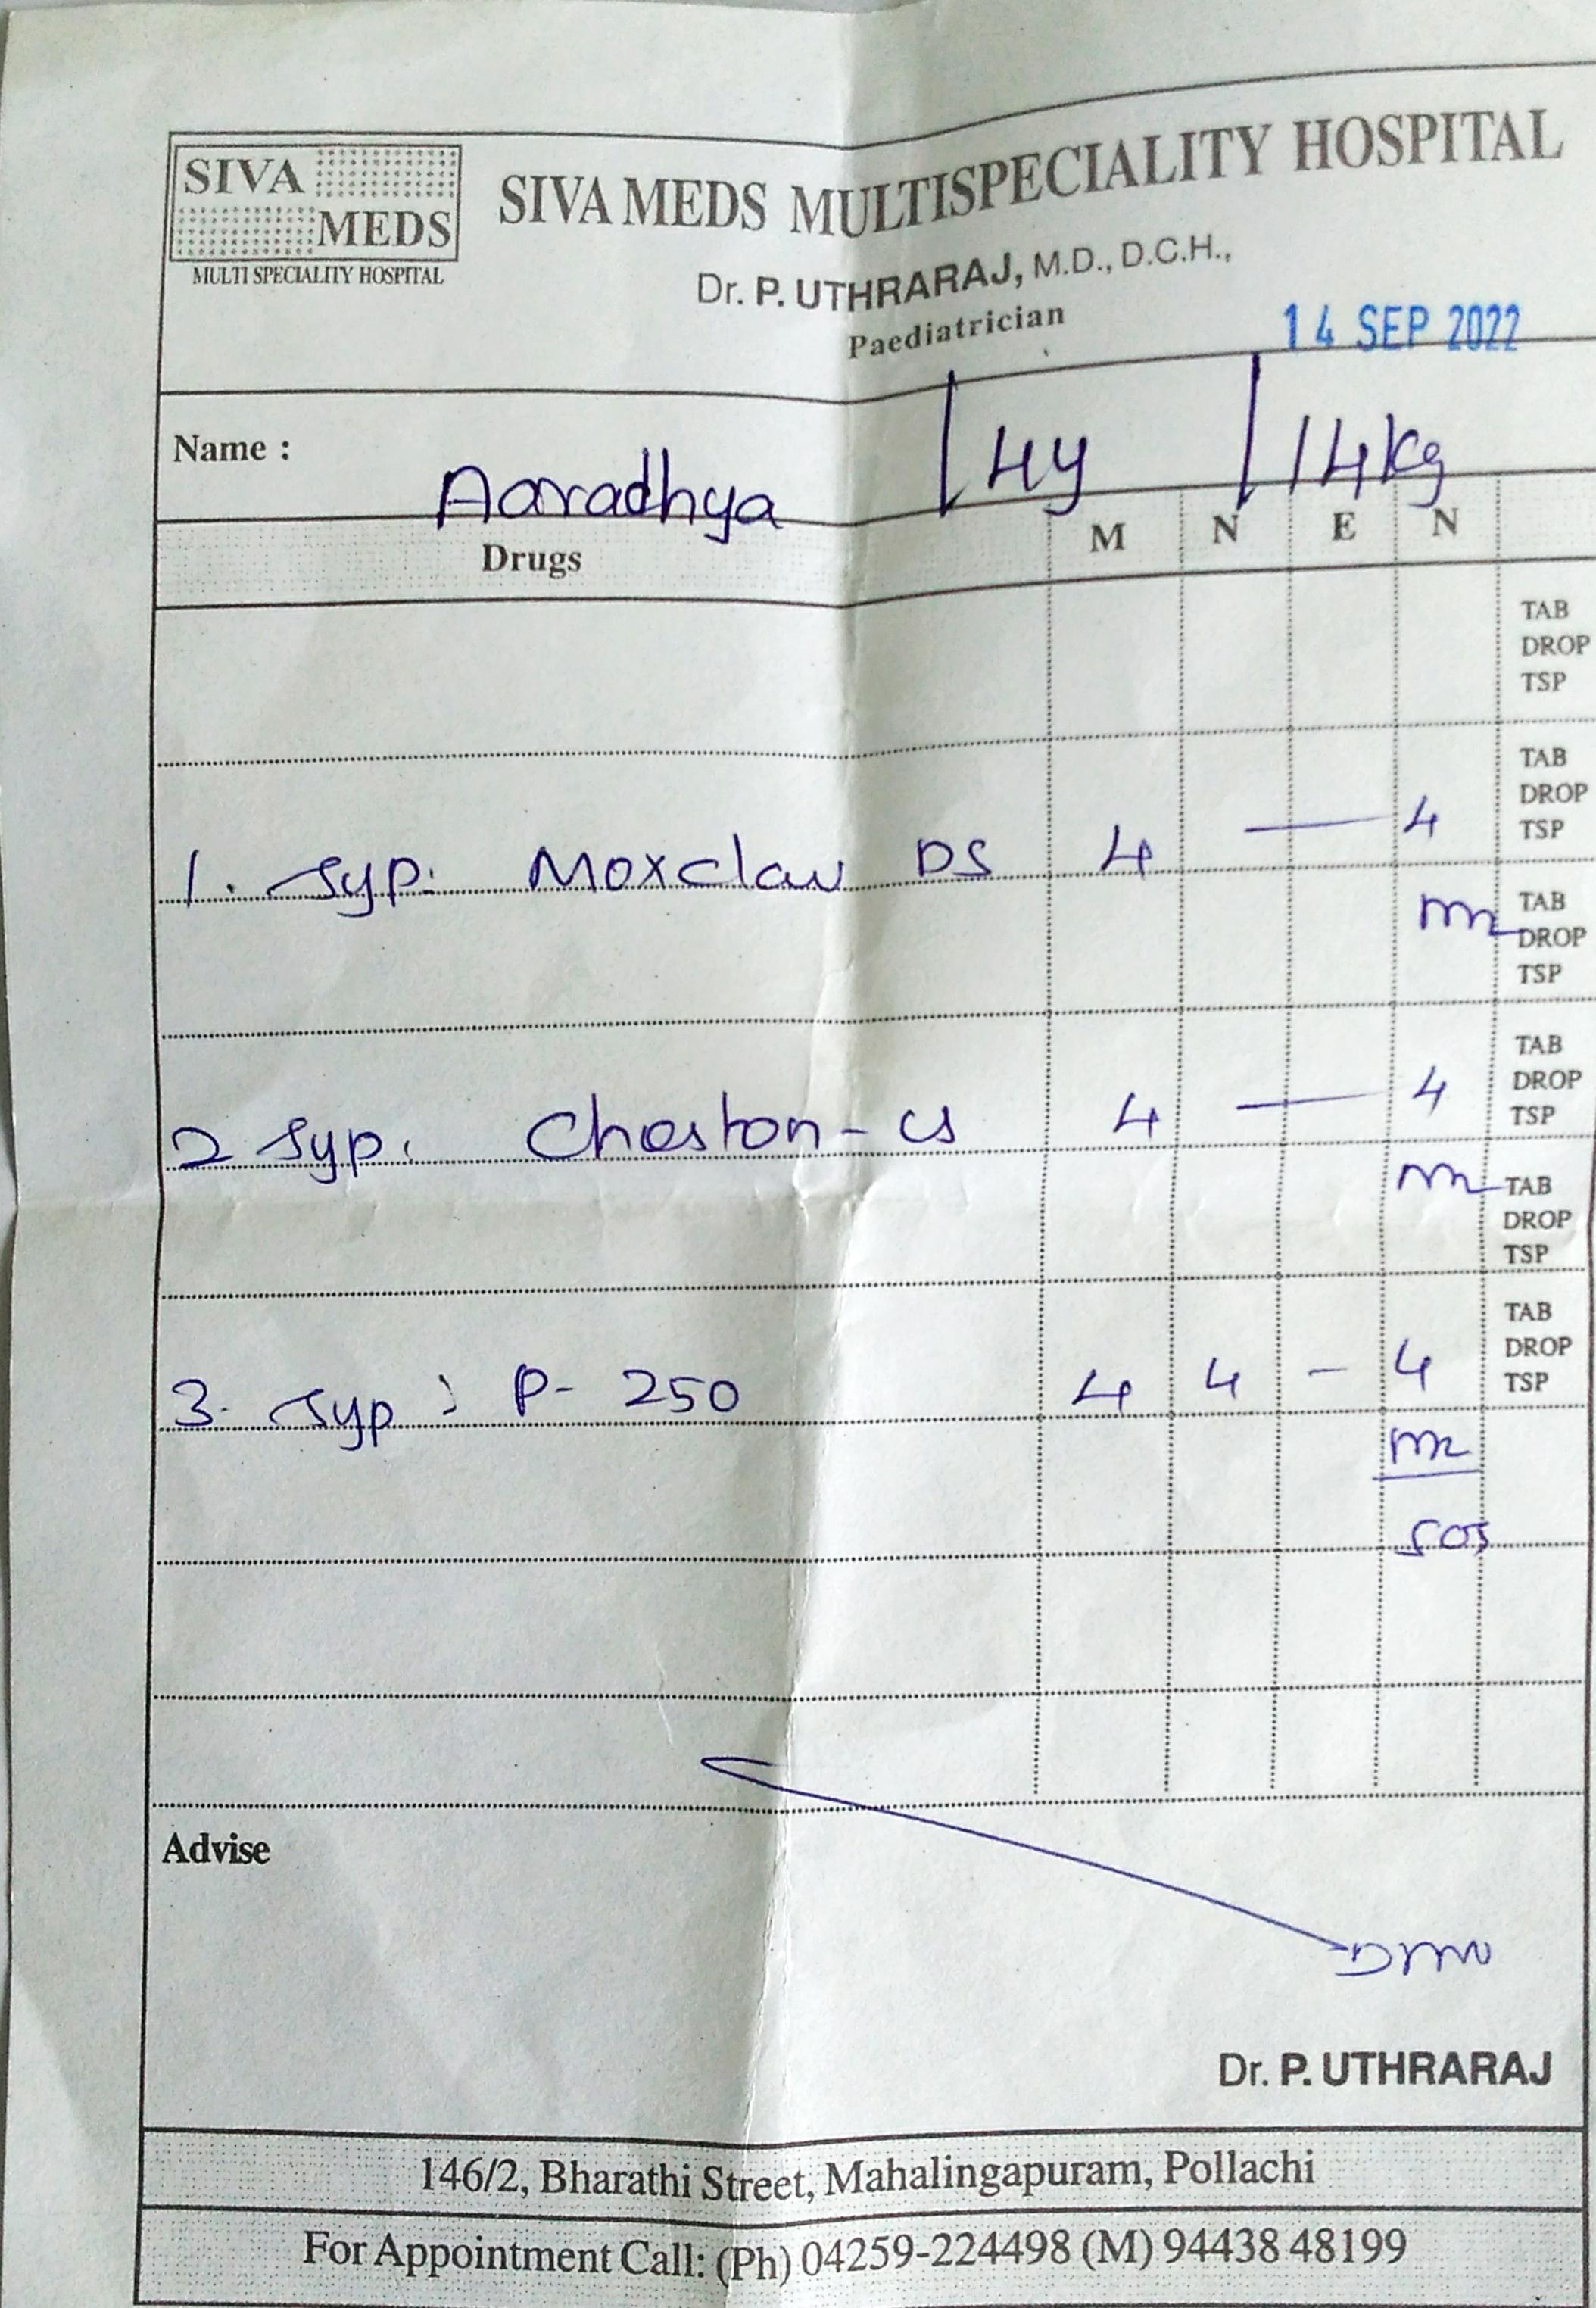 SIVA
MEDS
MULTI SPECIALITY HOSPITAL
SIVA MEDS MULTISPECIALITY HOSPITAL
Dr. P. UTHRARAJ, M.D., D.C.H.,
Paediatrician
14 SEP 2022
Name : Aaradhya | 4y | 14kg
Drugs M N E N
TAB
DROP
TSP
TAB
DROP
1. Syp. Moxclav DS 4 — 4 TSP
ml TAB
DROP
TSP
TAB
DROP
2 Syp. Cheston - CS 4 — 4 TSP
ml TAB
DROP
TSP
TAB
DROP
3. Syp : P- 250 4 4 - 4 TSP
ml
SOS
Advise
Dr. P. UTHRARAJ
146/2, Bharathi Street, Mahalingapuram, Pollachi
For Appointment Call: (Ph) 04259-224498 (M) 94438 48199